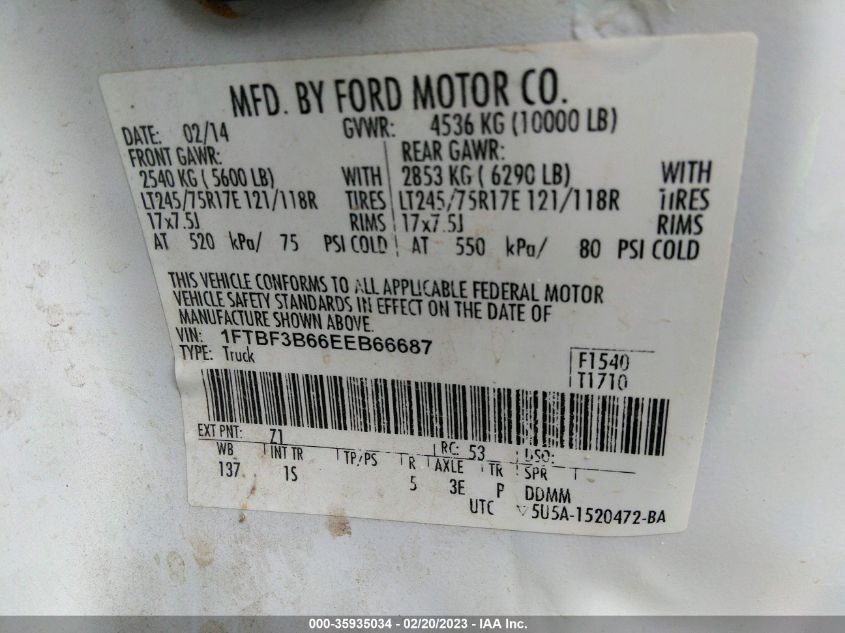 MFD. BY FORD MOTOR CO.
DATE: 02/14 GVWR: 4536 KG (10000 LB)
FRONT GAWR: REAR GAWR:
2540 KG ( 5600 LB) WITH 2853 KG ( 6290 LB) WITH
LT245/75R17E 121/118R TIRES LT245/75R17E 121/118R TIRES
17x7.5J RIMS 17x7.5J RIMS
AT 520 kPa/ 75 PSI COLD AT 550 kPa/ 80 PSI COLD
THIS VEHICLE CONFORMS TO ALL APPLICABLE FEDERAL MOTOR
VEHICLE SAFETY STANDARDS IN EFFECT ON THE DATE OF
MANUFACTURE SHOWN ABOVE.
VIN: 1FTBF3B66EEB66687
TYPE: Truck F1540
T1710
EXT PNT: Z1 RC: 53 DSO:
WB INT TR TP/PS R AXLE TR SPR
137 1S 5 3E P DDMM
UTC 5U5A-1520472-BA
000-35935034 - 02/20/2023 - IAA Inc.